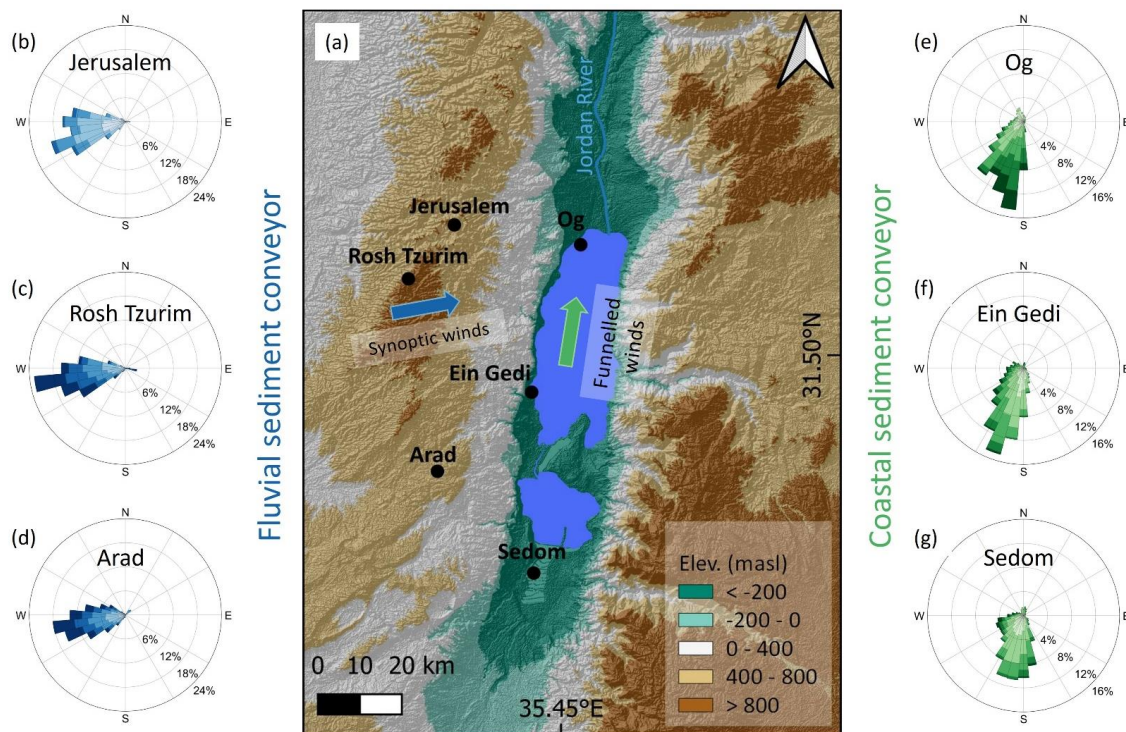 (b)
Jerusalem
N
W
E
S
6%
12%
18%
24%
(c)
Rosh Tzurim
N
W
E
S
6%
12%
18%
24%
(d)
Arad
N
W
E
S
6%
12%
18%
24%
Fluvial sediment conveyor
(a)
Jordan River
Jerusalem
Og
Rosh Tzurim
Synoptic winds
Funnelled
winds
Ein Gedi
Arad
Sedom
31.50°N
0 10 20 km
35.45°E
Elev. (masl)
< -200
-200 - 0
0 - 400
400 - 800
> 800
Coastal sediment conveyor
(e)
Og
N
W
E
S
4%
8%
12%
16%
(f)
Ein Gedi
N
W
E
S
4%
8%
12%
16%
(g)
Sedom
N
W
E
S
4%
8%
12%
16%